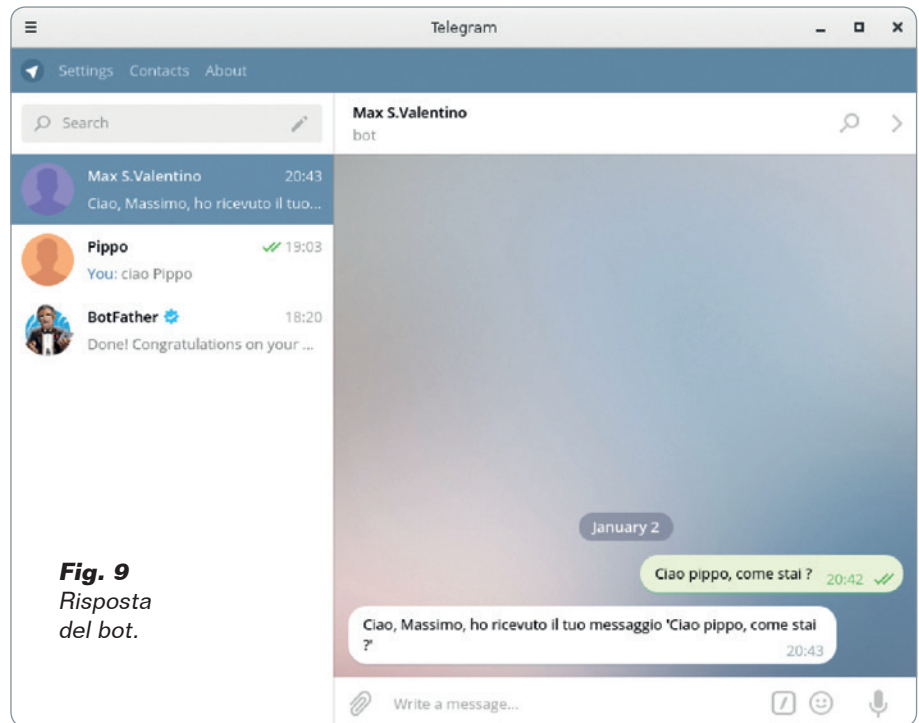 Telegram
Settings Contacts About
Search
Max S.Valentino 20:43
Ciao, Massimo, ho ricevuto il tuo...
Pippo 19:03
You: ciao Pippo
BotFather 18:20
Done! Congratulations on your ...
Fig. 9
Risposta
del bot.
Max S.Valentino
bot
January 2
Ciao pippo, come stai ? 20:42
Ciao, Massimo, ho ricevuto il tuo messaggio 'Ciao pippo, come stai
?'
20:43
Write a message...